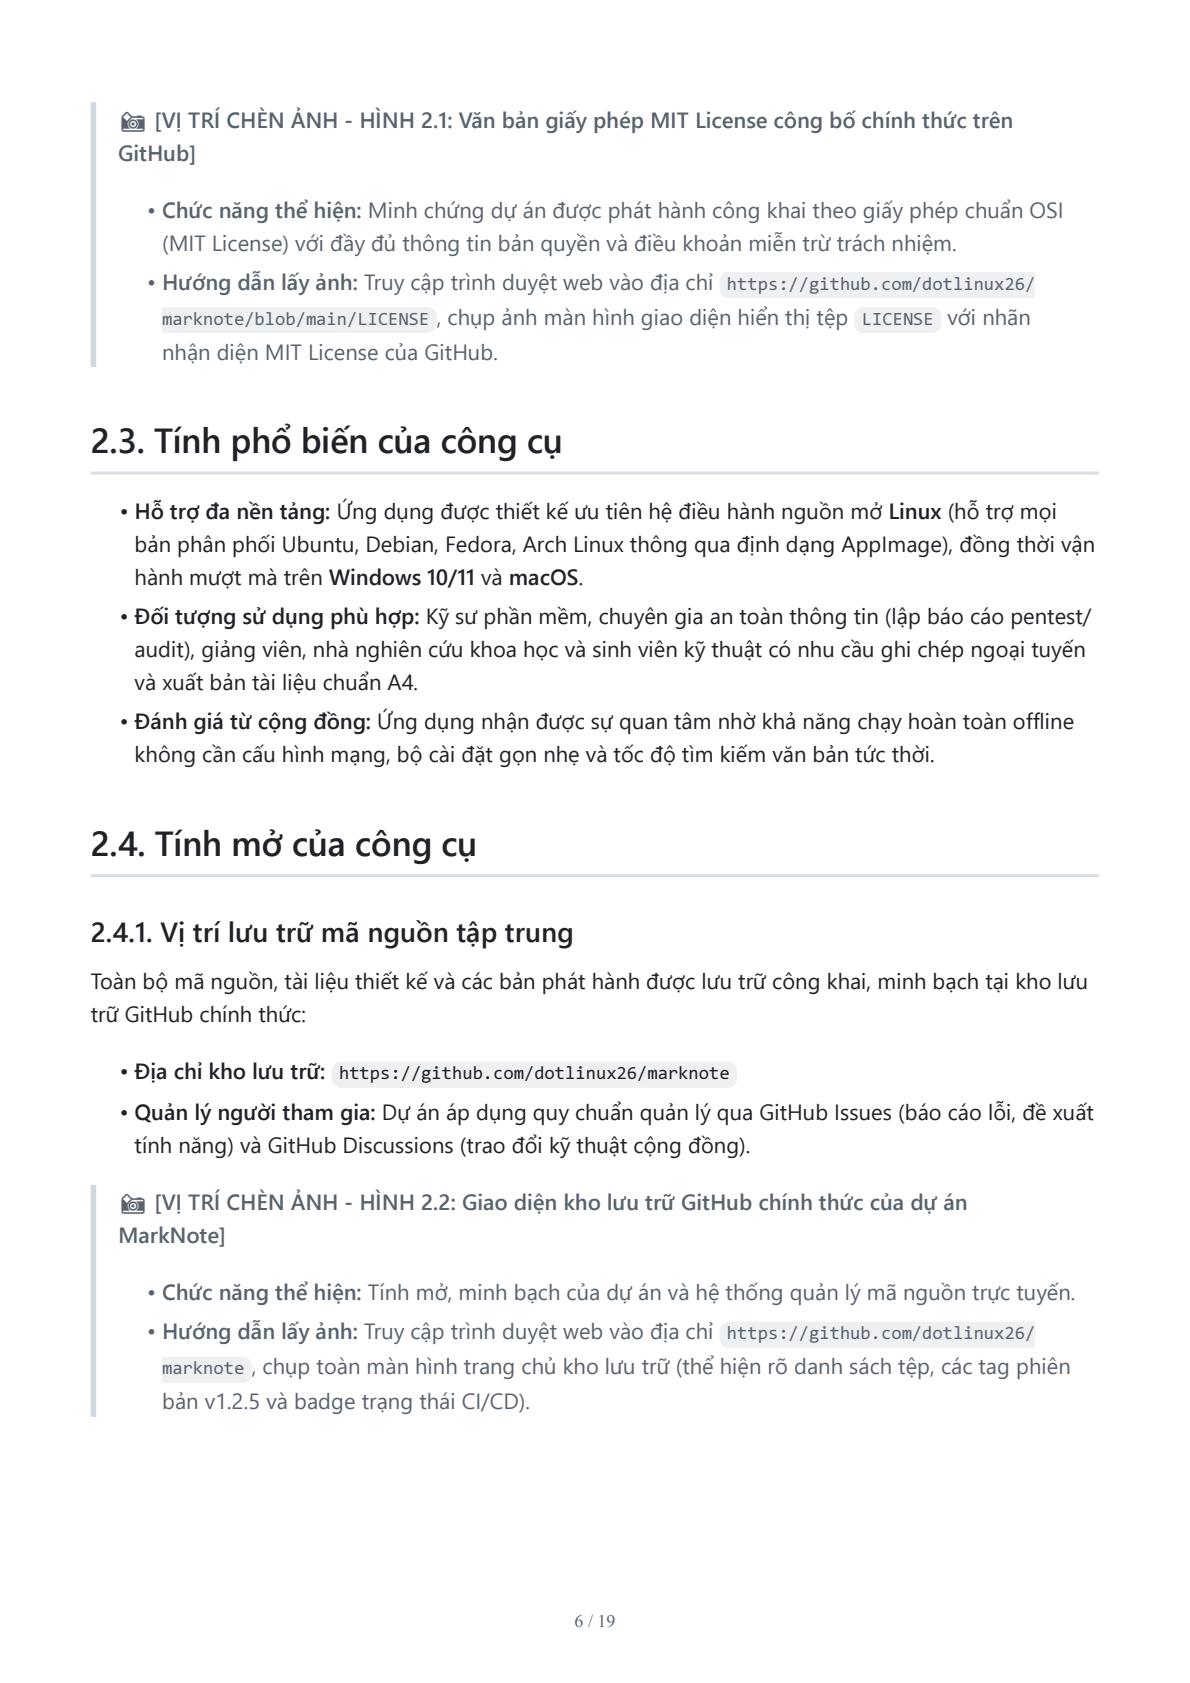 📷 [VỊ TRÍ CHÈN ẢNH - HÌNH 2.1: Văn bản giấy phép MIT License công bố chính thức trên
GitHub]
• Chức năng thể hiện: Minh chứng dự án được phát hành công khai theo giấy phép chuẩn OSI
(MIT License) với đầy đủ thông tin bản quyền và điều khoản miễn trừ trách nhiệm.
• Hướng dẫn lấy ảnh: Truy cập trình duyệt web vào địa chỉ https://github.com/dotlinux26/
marknote/blob/main/LICENSE, chụp ảnh màn hình giao diện hiển thị tệp LICENSE với nhãn
nhận diện MIT License của GitHub.
2.3. Tính phổ biến của công cụ
• Hỗ trợ đa nền tảng: Ứng dụng được thiết kế ưu tiên hệ điều hành nguồn mở Linux (hỗ trợ mọi
bản phân phối Ubuntu, Debian, Fedora, Arch Linux thông qua định dạng AppImage), đồng thời vận
hành mượt mà trên Windows 10/11 và macOS.
• Đối tượng sử dụng phù hợp: Kỹ sư phần mềm, chuyên gia an toàn thông tin (lập báo cáo pentest/
audit), giảng viên, nhà nghiên cứu khoa học và sinh viên kỹ thuật có nhu cầu ghi chép ngoại tuyến
và xuất bản tài liệu chuẩn A4.
• Đánh giá từ cộng đồng: Ứng dụng nhận được sự quan tâm nhờ khả năng chạy hoàn toàn offline
không cần cấu hình mạng, bộ cài đặt gọn nhẹ và tốc độ tìm kiếm văn bản tức thời.
2.4. Tính mở của công cụ
2.4.1. Vị trí lưu trữ mã nguồn tập trung
Toàn bộ mã nguồn, tài liệu thiết kế và các bản phát hành được lưu trữ công khai, minh bạch tại kho lưu
trữ GitHub chính thức:
• Địa chỉ kho lưu trữ: https://github.com/dotlinux26/marknote
• Quản lý người tham gia: Dự án áp dụng quy chuẩn quản lý qua GitHub Issues (báo cáo lỗi, đề xuất
tính năng) và GitHub Discussions (trao đổi kỹ thuật cộng đồng).
📷 [VỊ TRÍ CHÈN ẢNH - HÌNH 2.2: Giao diện kho lưu trữ GitHub chính thức của dự án
MarkNote]
• Chức năng thể hiện: Tính mở, minh bạch của dự án và hệ thống quản lý mã nguồn trực tuyến.
• Hướng dẫn lấy ảnh: Truy cập trình duyệt web vào địa chỉ https://github.com/dotlinux26/
marknote, chụp toàn màn hình trang chủ kho lưu trữ (thể hiện rõ danh sách tệp, các tag phiên
bản v1.2.5 và badge trạng thái CI/CD).
6 / 19